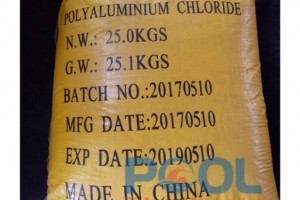 POLYALUMINIUM CHLORIDE
N.W.: 25.0KGS
G.W.: 25.1KGS
BATCH NO.:20170510
MFG DATE:20170510
EXP DATE:20190510
MADE IN CHINA
POOL